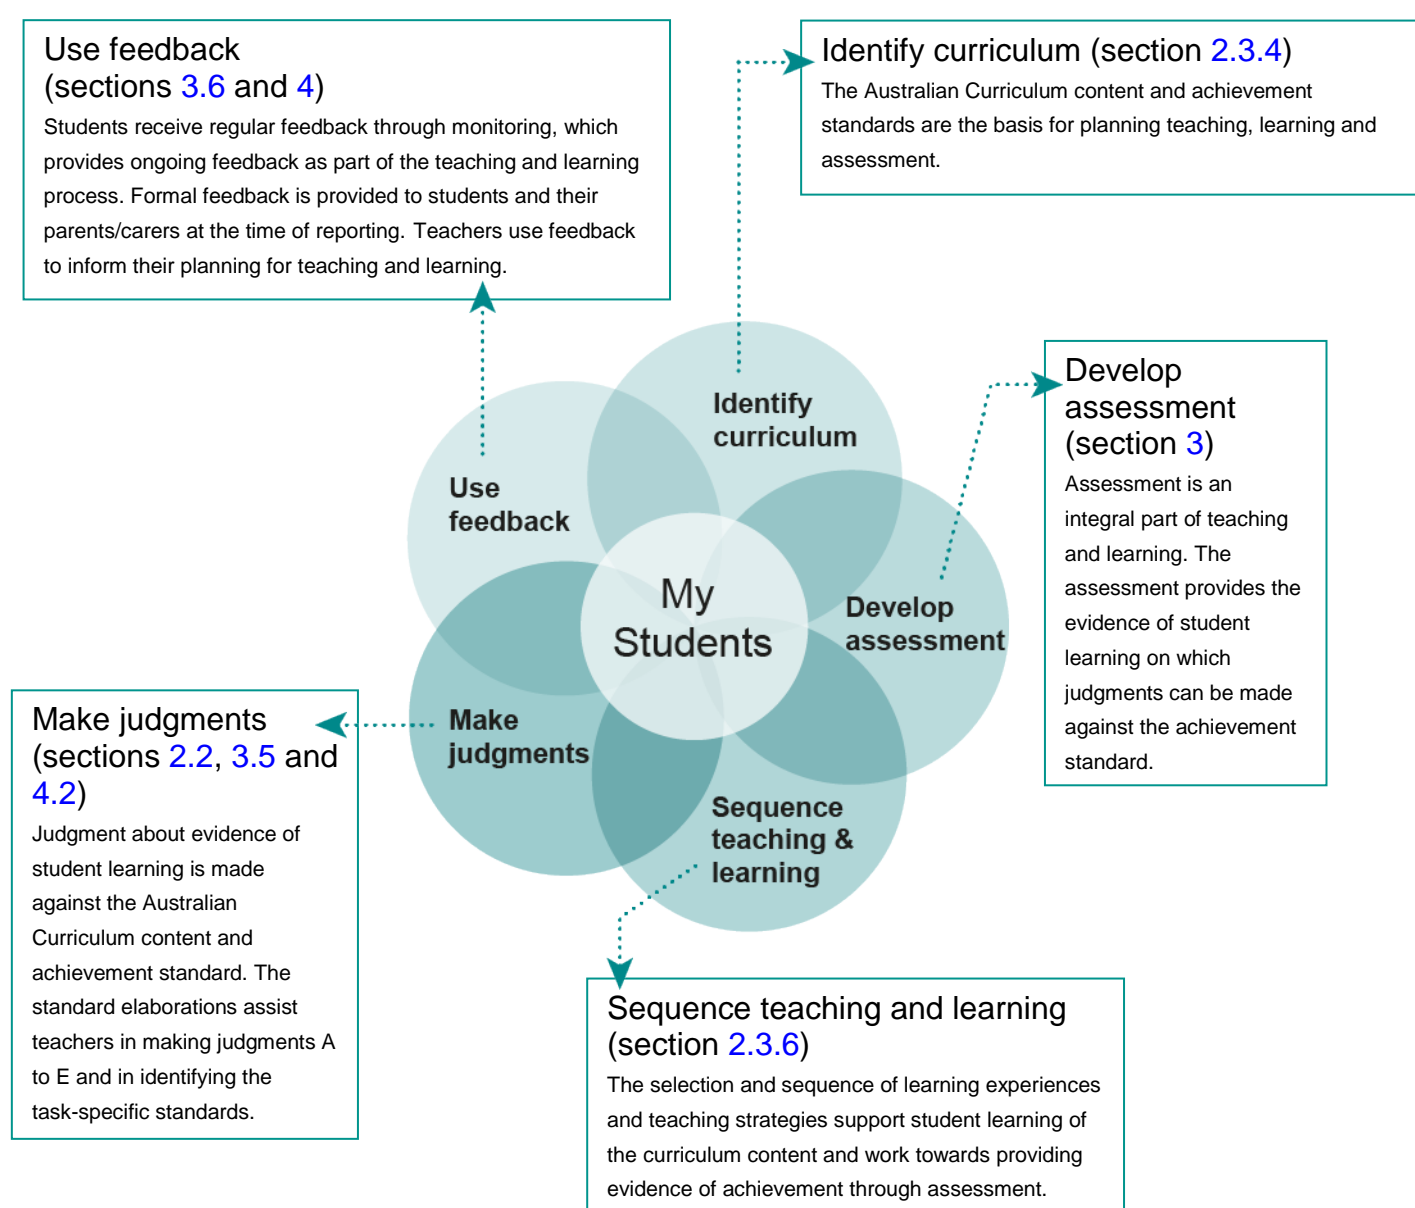 Use feedback
(sections 3.6 and 4)
Students receive regular feedback through monitoring, which
provides ongoing feedback as part of the teaching and learning
process. Formal feedback is provided to students and their
parents/carers at the time of reporting. Teachers use feedback
to inform their planning for teaching and learning.
Identify curriculum (section 2.3.4)
The Australian Curriculum content and achievement
standards are the basis for planning teaching, learning and
assessment.
Develop
assessment
(section 3)
Assessment is an
integral part of teaching
and learning. The
assessment provides the
evidence of student
learning on which
judgments can be made
against the achievement
standard.
Identify
curriculum
Use
feedback
My
Students
Develop
assessment
Make
judgments
Sequence
teaching &
learning
Make judgments
(sections 2.2, 3.5 and
4.2)
Judgment about evidence of
student learning is made
against the Australian
Curriculum content and
achievement standard. The
standard elaborations assist
teachers in making judgments A
to E and in identifying the
task-specific standards.
Sequence teaching and learning
(section 2.3.6)
The selection and sequence of learning experiences
and teaching strategies support student learning of
the curriculum content and work towards providing
evidence of achievement through assessment.